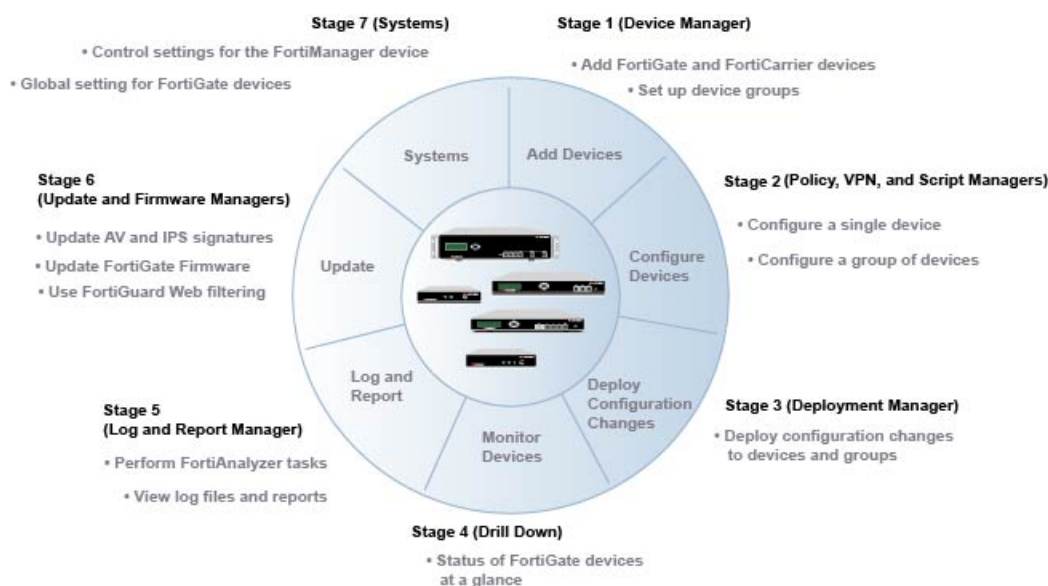 Stage 7 (Systems)
• Control settings for the FortiManager device
• Global setting for FortiGate devices
Stage 1 (Device Manager)
• Add FortiGate and FortiCarrier devices
• Set up device groups
Systems
Add Devices
Stage 6
(Update and Firmware Managers)
• Update AV and IPS signatures
• Update FortiGate Firmware
• Use FortiGuard Web filtering
Update
Configure
Devices
Stage 2 (Policy, VPN, and Script Managers)
• Configure a single device
• Configure a group of devices
Log and
Report
Monitor
Devices
Deploy
Configuration
Changes
Stage 5
(Log and Report Manager)
• Perform FortiAnalyzer tasks
• View log files and reports
Stage 3 (Deployment Manager)
• Deploy configuration changes
to devices and groups
Stage 4 (Drill Down)
• Status of FortiGate devices
at a glance